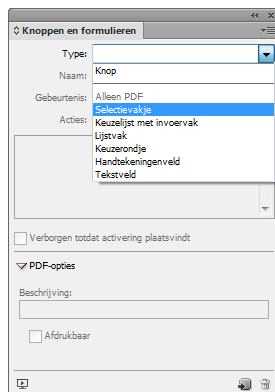 Knoppen en formulieren
Type:
Knop
Naam:
Gebeurtenis:
Alleen PDF
Selectievakje
Acties:
Keuzelijst met invoervak
Lijstvak
Keuzerondje
Handtekeningenveld
Tekstveld
Verborgen totdat activering plaatsvindt
PDF-opties
Beschrijving:
Afdrukbaar